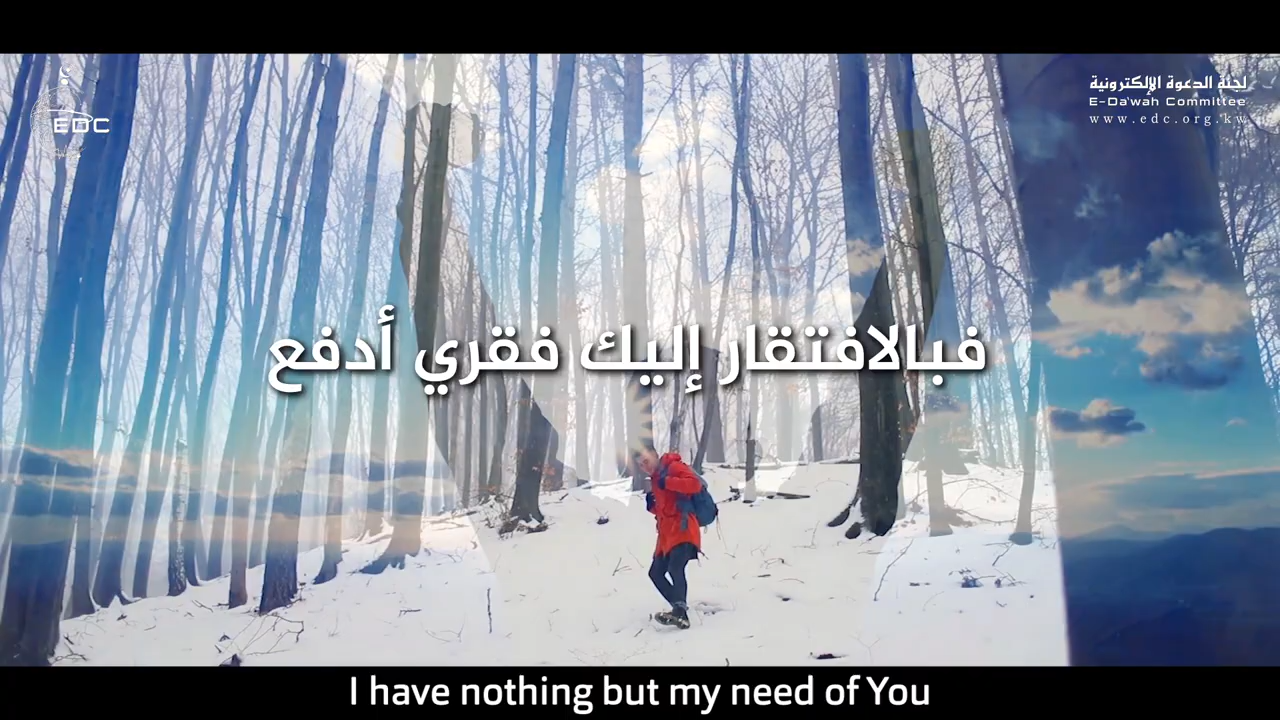 EDC
لجنة الدعوة الإلكترونية
E-Da'wah Committee
www.edc.org.kw
فبالافتقار إليك فقري أدفع
I have nothing but my need of You